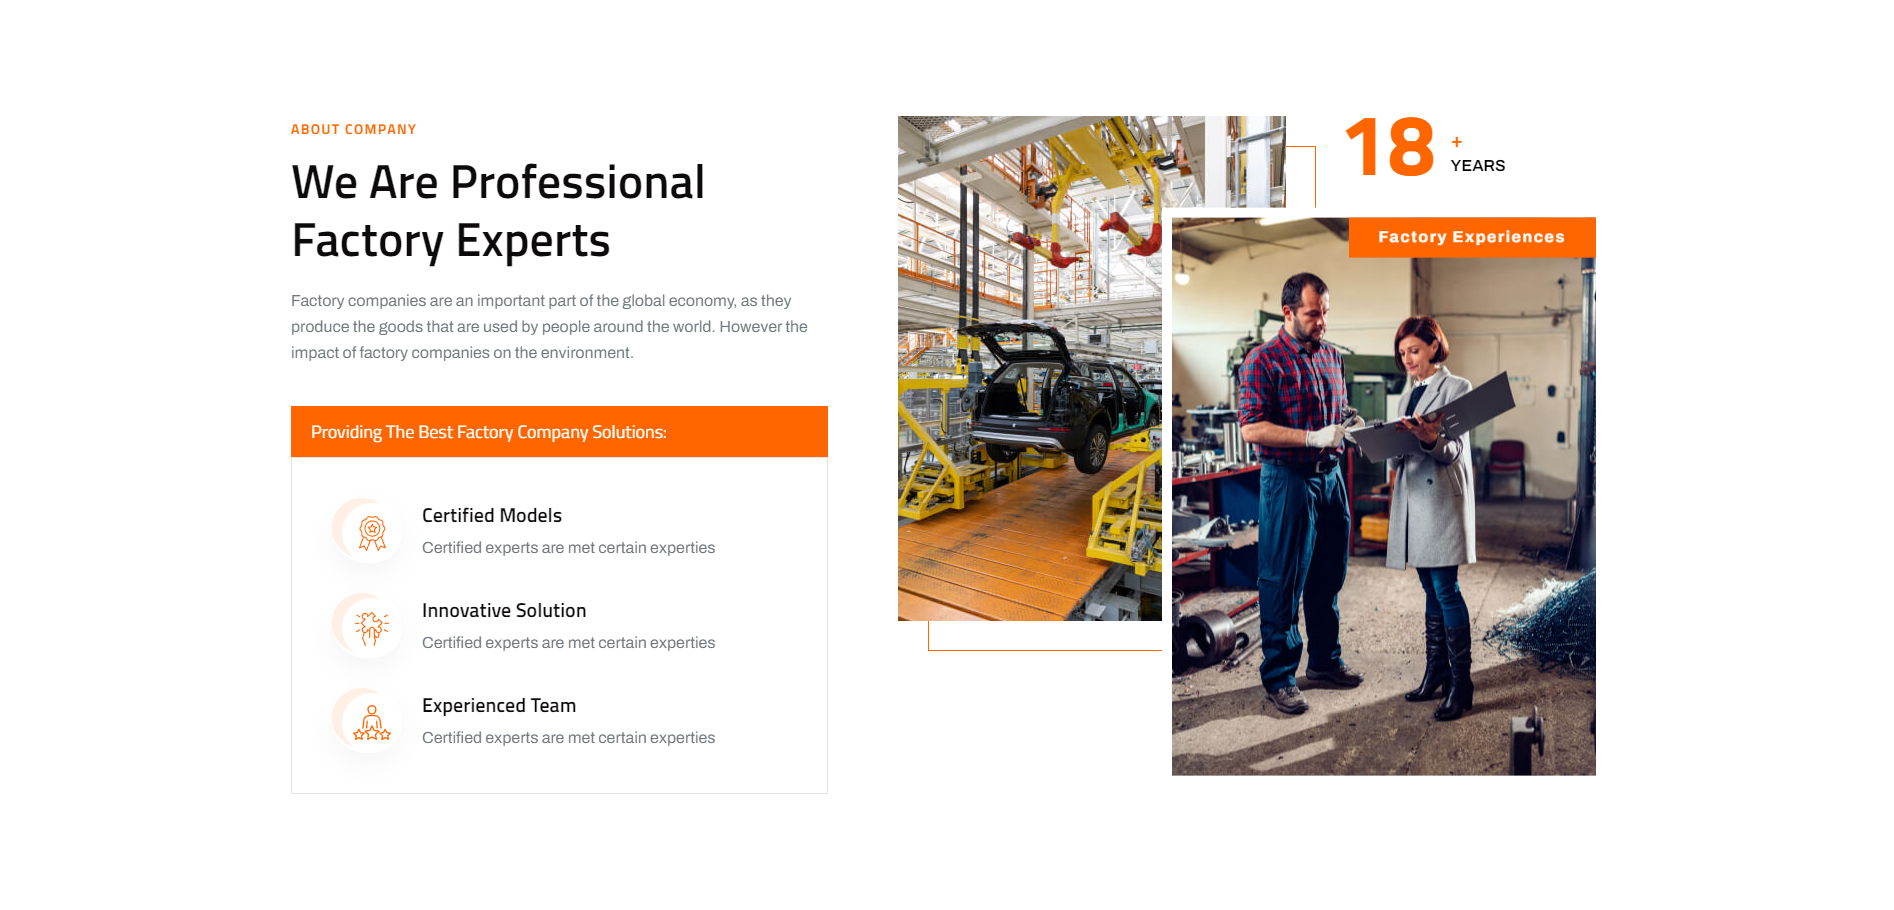 ABOUT COMPANY
We Are Professional
Factory Experts
Factory companies are an important part of the global economy, as they
produce the goods that are used by people around the world. However the
impact of factory companies on the environment.
Providing The Best Factory Company Solutions:
Certified Models
Certified experts are met certain experties
Innovative Solution
Certified experts are met certain experties
Experienced Team
Certified experts are met certain experties
18 +
YEARS
Factory Experiences